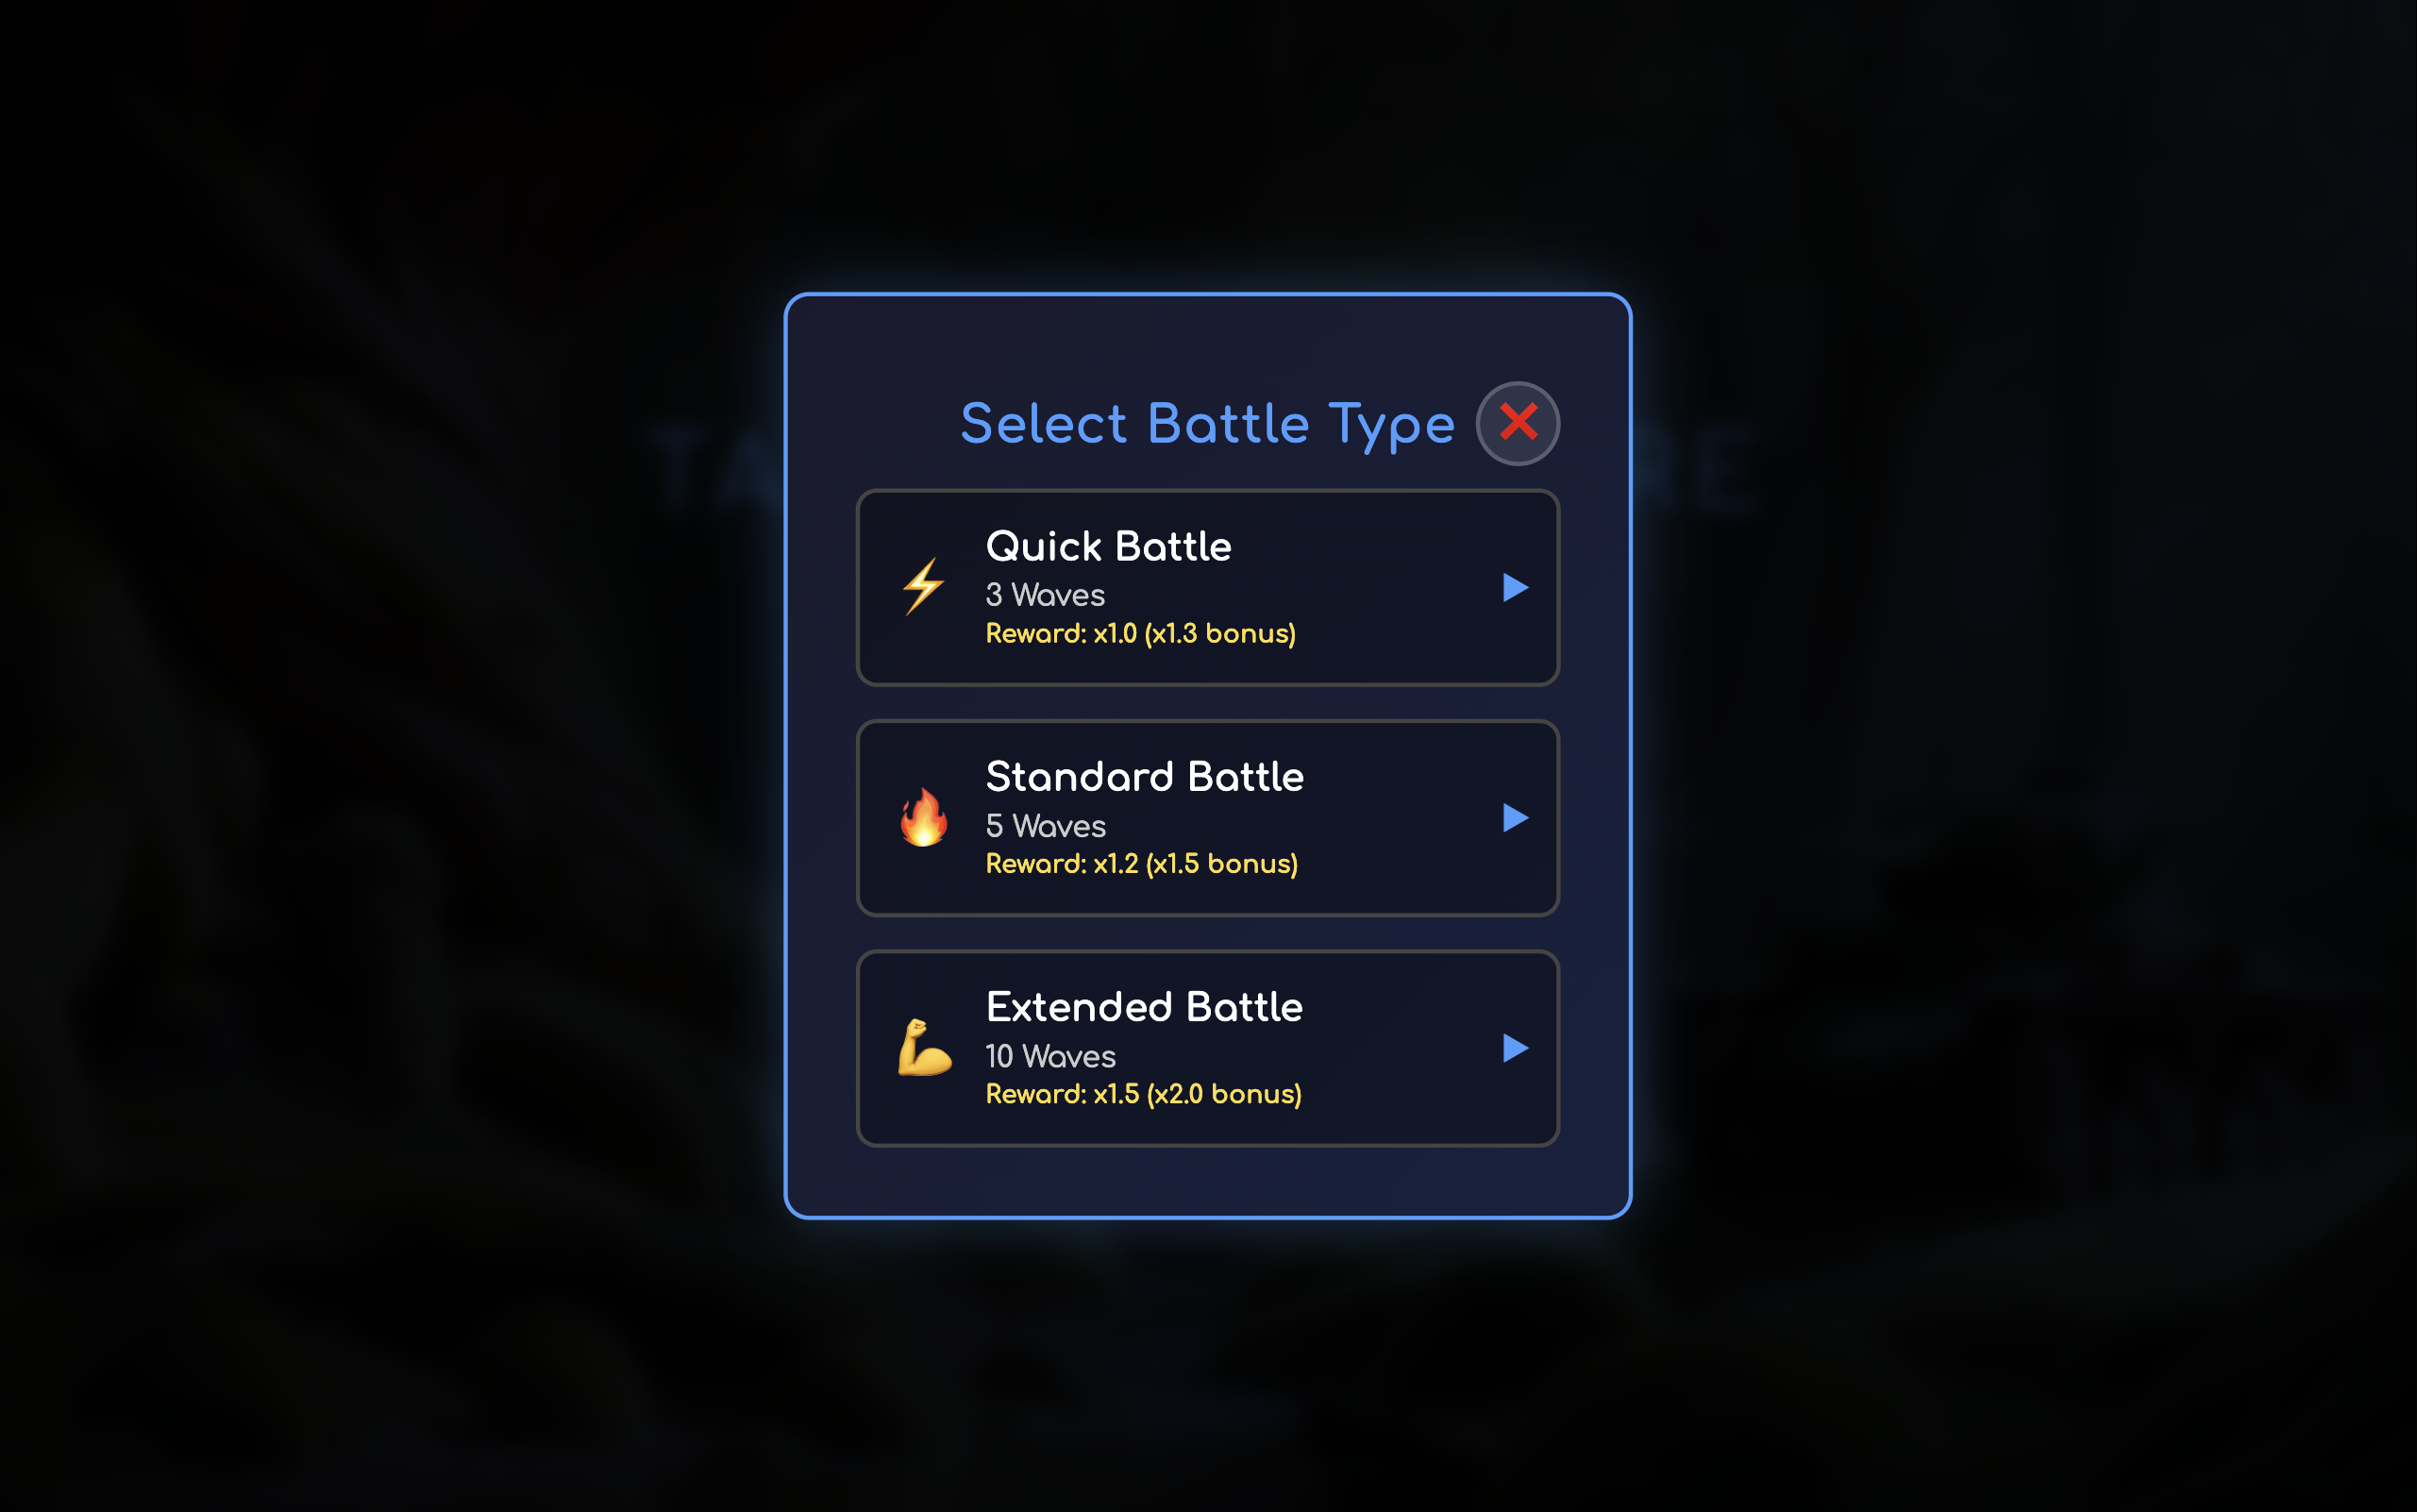 Select Battle Type
Quick Battle
3 Waves
Reward: x1.0 (x1.3 bonus)
Standard Battle
5 Waves
Reward: x1.2 (x1.5 bonus)
Extended Battle
10 Waves
Reward: x1.5 (x2.0 bonus)